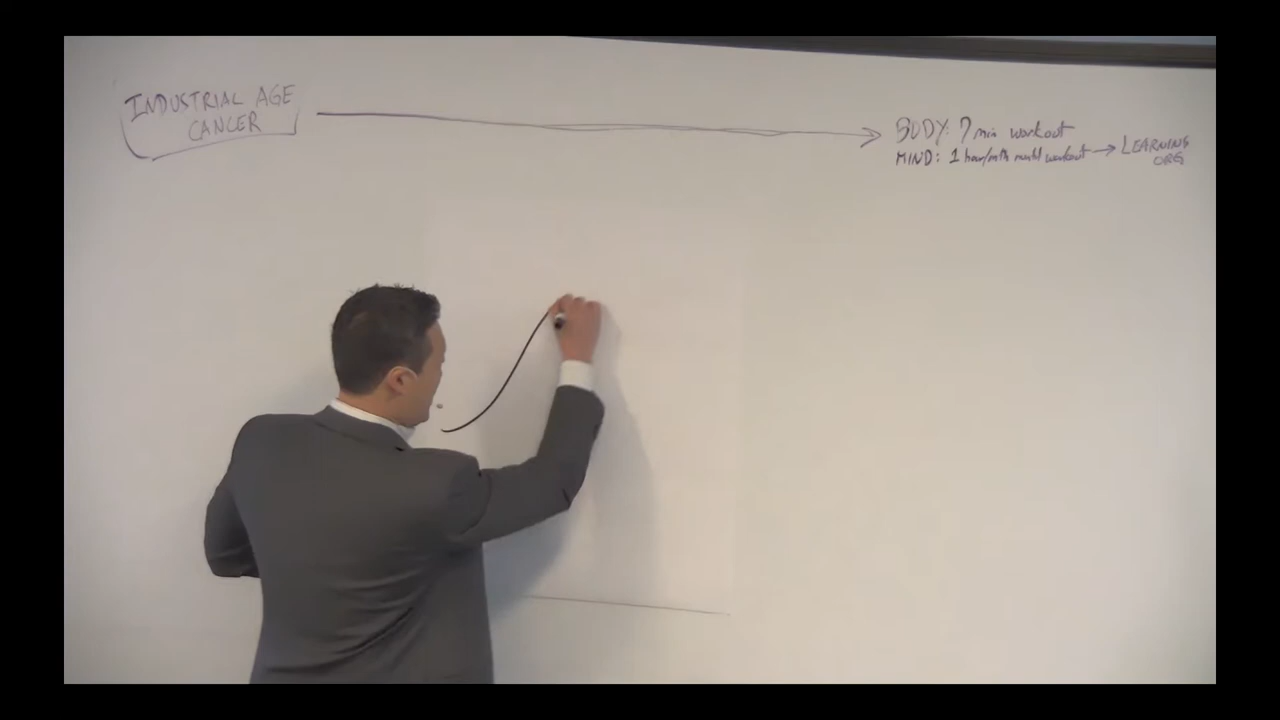 INDUSTRIAL AGE
CANCER
BODY: 7 min workout
MIND: 1 hour/mth mental workout → LEARNING
ORG